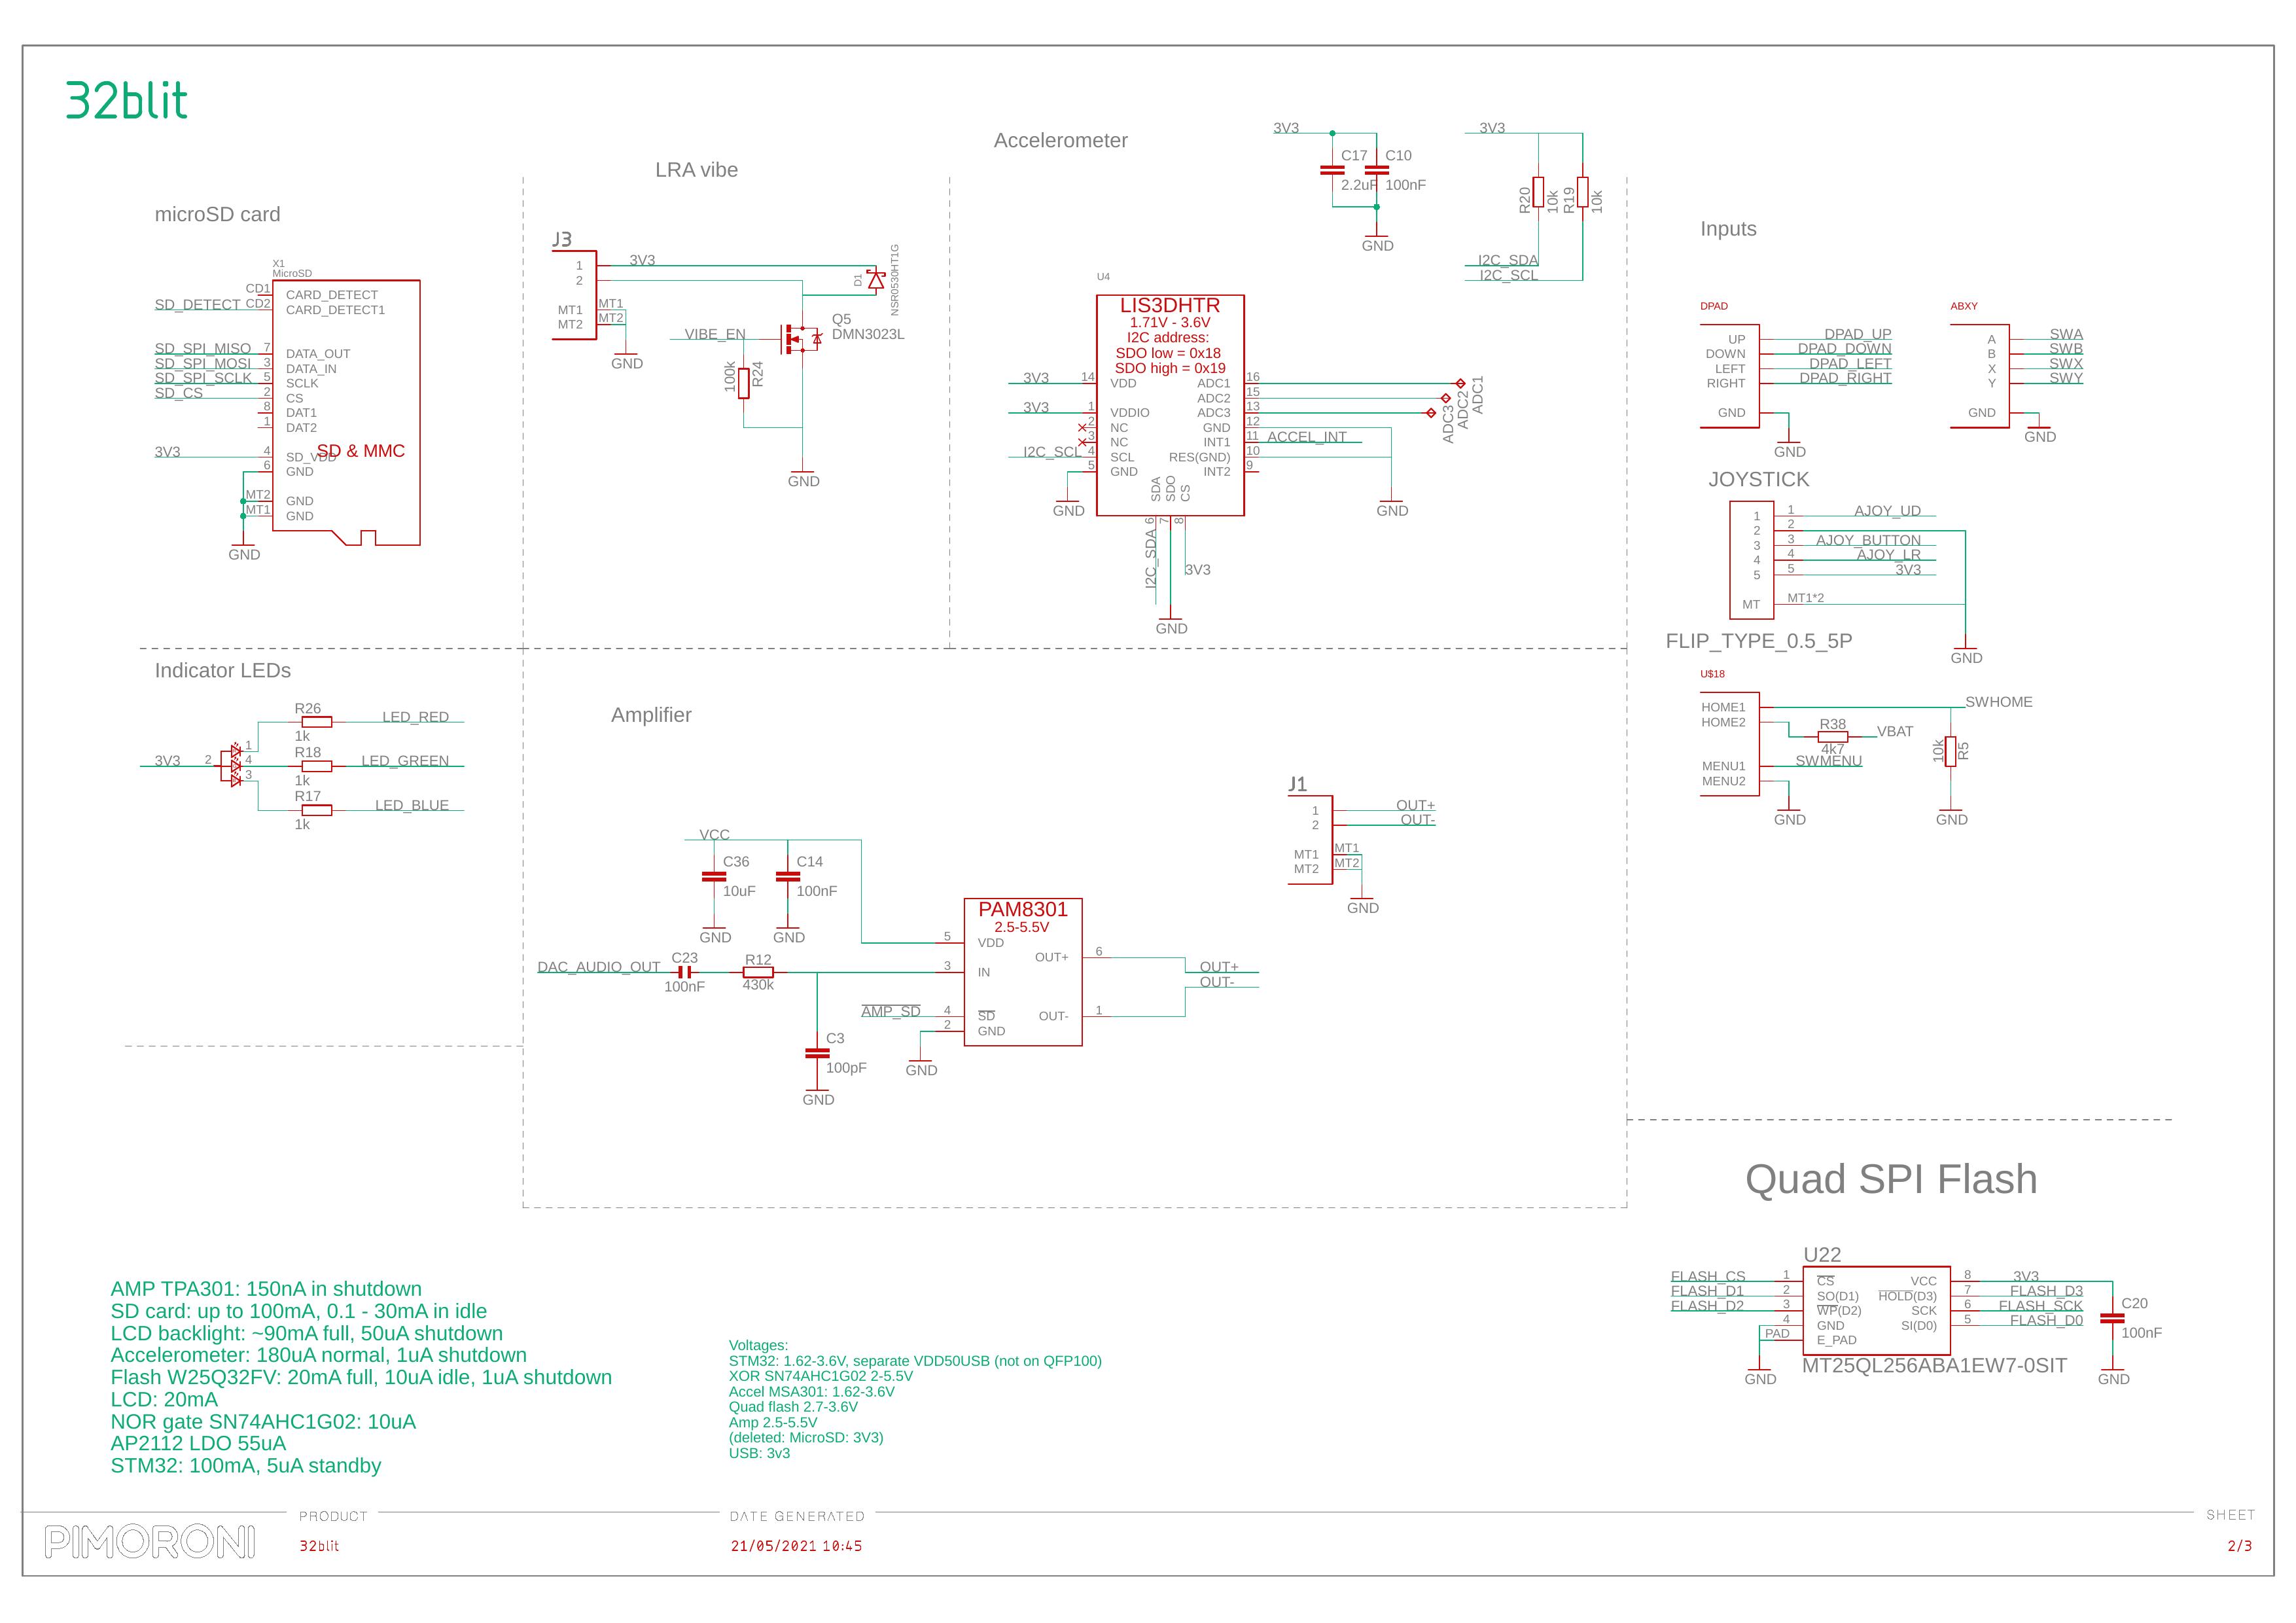 32blit
microSD card
X1
MicroSD
CD1
SD_DETECT CD2
CARD_DETECT
CARD_DETECT1
SD_SPI_MISO 7 DATA_OUT
SD_SPI_MOSI 3 DATA_IN
SD_SPI_SCLK 5 SCLK
SD_CS 2 CS
8 DAT1
1 DAT2
SD & MMC
3V3 4 SD_VDD
6 GND
MT2 GND
MT1 GND
GND
LRA vibe
J3
1 3V3
2
MT1 MT1
MT2 MT2
GND
D1
NSR0530HT1G
VIBE_EN
Q5
DMN3023L
100k
R24
GND
Accelerometer
3V3
C17 C10
2.2uF 100nF
GND
3V3
R20
10k
R19
10k
I2C_SDA
I2C_SCL
U4
LIS3DHTR
1.71V - 3.6V
I2C address:
SDO low = 0x18
SDO high = 0x19
3V3 14 VDD ADC1 16
ADC2 15
3V3 1 VDDIO ADC3 13
2 NC GND 12
3 NC INT1 11 ACCEL_INT
I2C_SCL 4 SCL RES(GND) 10
5 GND INT2 9
ADC3
ADC2
ADC1
SDA
SDO
CS
6
7
8
GND
GND
I2C_SDA
3V3
GND
Inputs
DPAD
UP DPAD_UP
DOWN DPAD_DOWN
LEFT DPAD_LEFT
RIGHT DPAD_RIGHT
GND
GND
ABXY
A SWA
B SWB
X SWX
Y SWY
GND
GND
JOYSTICK
1 1 AJOY_UD
2 2
3 3 AJOY_BUTTON
4 4 AJOY_LR
5 5 3V3
MT MT1*2
FLIP_TYPE_0.5_5P
GND
U$18
HOME1 SWHOME
HOME2 R38 VBAT
4k7
MENU1 SWMENU
MENU2
10k
R5
GND
GND
Indicator LEDs
R26
LED_RED
1k
1
R18
3V3 2 4 LED_GREEN
3
1k
R17
LED_BLUE
1k
Amplifier
VCC
C36 C14
10uF 100nF
GND GND
DAC_AUDIO_OUT C23 R12
100nF 430k
PAM8301
2.5-5.5V
5 VDD
OUT+ 6
3 IN
AMP_SD 4 SD OUT- 1
2 GND
C3
100pF
GND
GND
OUT+
OUT-
J1
1 OUT+
2 OUT-
MT1 MT1
MT2 MT2
GND
Quad SPI Flash
U22
FLASH_CS 1 CS VCC 8 3V3
FLASH_D1 2 SO(D1) HOLD(D3) 7 FLASH_D3
FLASH_D2 3 WP(D2) SCK 6 FLASH_SCK
4 GND SI(D0) 5 FLASH_D0
PAD E_PAD
C20
100nF
GND
MT25QL256ABA1EW7-0SIT
GND
AMP TPA301: 150nA in shutdown
SD card: up to 100mA, 0.1 - 30mA in idle
LCD backlight: ~90mA full, 50uA shutdown
Accelerometer: 180uA normal, 1uA shutdown
Flash W25Q32FV: 20mA full, 10uA idle, 1uA shutdown
LCD: 20mA
NOR gate SN74AHC1G02: 10uA
AP2112 LDO 55uA
STM32: 100mA, 5uA standby
Voltages:
STM32: 1.62-3.6V, separate VDD50USB (not on QFP100)
XOR SN74AHC1G02 2-5.5V
Accel MSA301: 1.62-3.6V
Quad flash 2.7-3.6V
Amp 2.5-5.5V
(deleted: MicroSD: 3V3)
USB: 3v3
PIMORONI
PRODUCT
32blit
DATE GENERATED
21/05/2021 10:45
SHEET
2/3